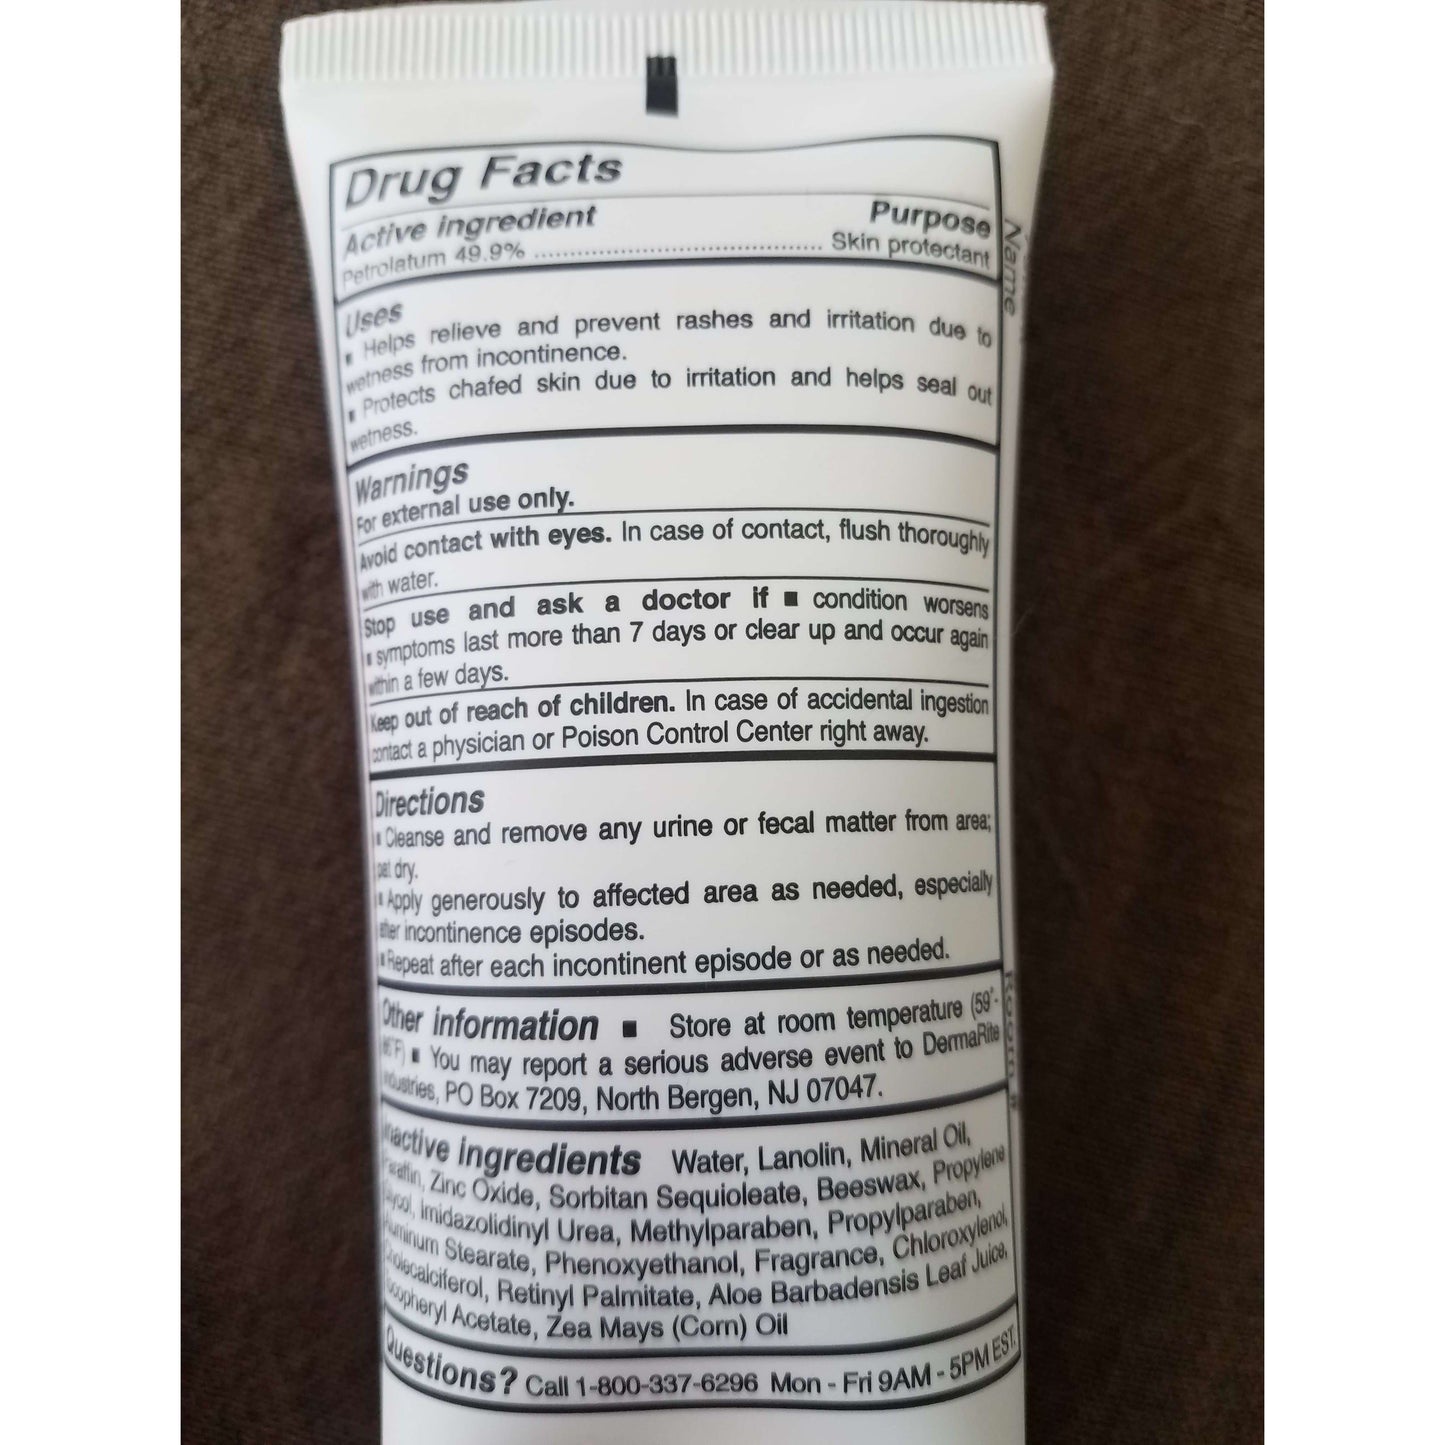 Drug Facts
Active ingredient Purpose
Petrolatum 49.9% ........................................ Skin protectant
Uses
▪ Helps relieve and prevent rashes and irritation due to
wetness from incontinence.
▪ Protects chafed skin due to irritation and helps seal out
wetness.
Warnings
For external use only.
Avoid contact with eyes. In case of contact, flush thoroughly
with water.
Stop use and ask a doctor if ■ condition worsens
▪ symptoms last more than 7 days or clear up and occur again
within a few days.
Keep out of reach of children. In case of accidental ingestion
contact a physician or Poison Control Center right away.
Directions
▪ Cleanse and remove any urine or fecal matter from area;
pat dry.
▪ Apply generously to affected area as needed, especially
after incontinence episodes.
▪ Repeat after each incontinent episode or as needed.
Other information ■ Store at room temperature (59°-
86°F) ■ You may report a serious adverse event to DermaRite
Industries, PO Box 7209, North Bergen, NJ 07047.
Inactive ingredients Water, Lanolin, Mineral Oil,
Paraffin, Zinc Oxide, Sorbitan Sequioleate, Beeswax, Propylene
Glycol, Imidazolidinyl Urea, Methylparaben, Propylparaben,
Aluminum Stearate, Phenoxyethanol, Fragrance, Chloroxylenol,
Cholecalciferol, Retinyl Palmitate, Aloe Barbadensis Leaf Juice,
Tocopheryl Acetate, Zea Mays (Corn) Oil
Questions? Call 1-800-337-6296 Mon - Fri 9AM - 5PM EST.
Name